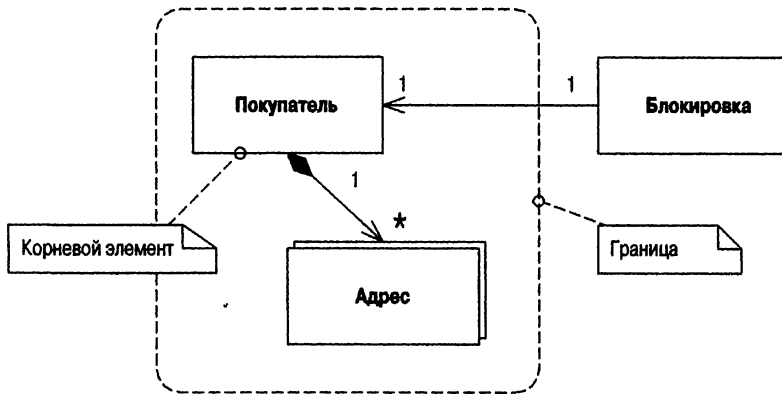 Покупатель
1
1
Блокировка
1
*
Корневой элемент
Граница
Адрес